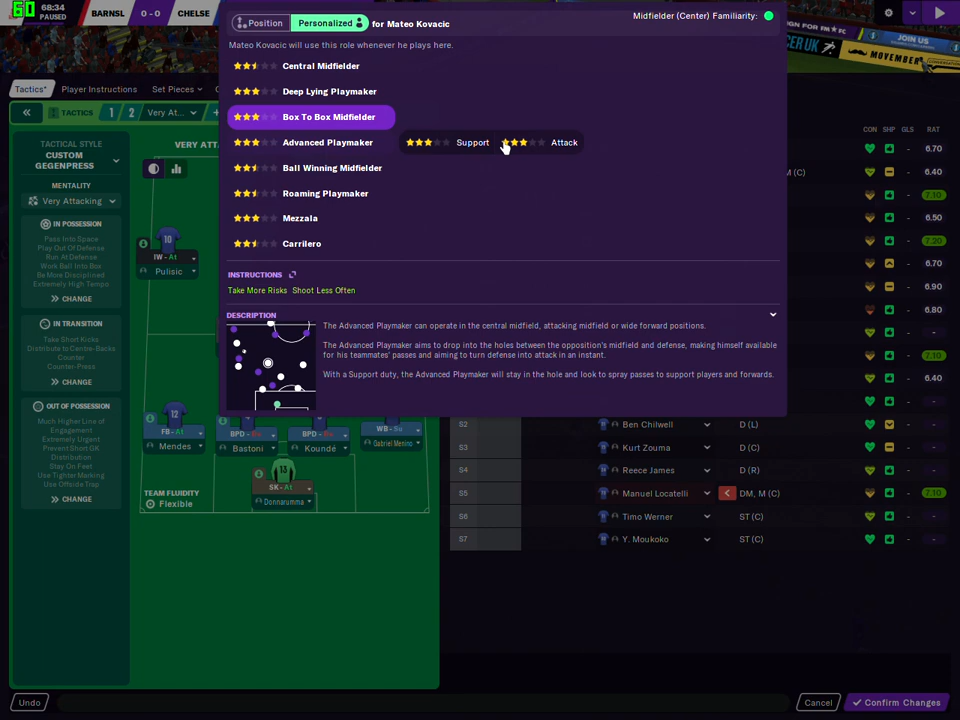 60
68:34
PAUSED
BARNSL
0 - 0
CHELSE
Position
Personalized
for Mateo Kovacic
Midfielder (Center) Familiarity:
JOIN US
MOVEMBER
Mateo Kovacic will use this role whenever he plays here.
Central Midfielder
Deep Lying Playmaker
Box To Box Midfielder
Advanced Playmaker
Support
Attack
Ball Winning Midfielder
Roaming Playmaker
Mezzala
Carrilero
INSTRUCTIONS
Take More Risks Shoot Less Often
DESCRIPTION
The Advanced Playmaker can operate in the central midfield, attacking midfield or wide forward positions.
The Advanced Playmaker aims to drop into the holes between the opposition's midfield and defense, making himself available
for his teammates' passes and aiming to turn defense into attack in an instant.
With a Support duty, the Advanced Playmaker will stay in the hole and look to spray passes to support players and forwards.
Tactics*
Player Instructions
Set Pieces
TACTICS
1
2
Very At...
TACTICAL STYLE
CUSTOM
GEGENPRESS
MENTALITY
Very Attacking
IN POSSESSION
Pass Into Space
Play Out Of Defense
Run At Defense
Work Ball Into Box
Be More Disciplined
Extremely High Tempo
CHANGE
IN TRANSITION
Take Short Kicks
Distribute to Centre-Backs
Counter
Counter-Press
CHANGE
OUT OF POSSESSION
Much Higher Line of
Engagement
Extremely Urgent
Prevent Short GK
Distribution
Stay On Feet
Use Tighter Marking
Use Offside Trap
CHANGE
VERY ATT
10
IW - At
Pulisic
12
FB - At
Mendes
BPD - De
Bastoni
BPD - De
Koundé
WB - Su
Gabriel Menino
13
SK - At
Donnarumma
TEAM FLUIDITY
Flexible
CON SHP GLS RAT
- 6.70
M (C) - 6.40
- 7.10
- 6.50
- 7.20
- 6.70
- 6.90
- 6.80
- -
- 7.10
- 6.40
- -
S2 Ben Chilwell D (L) - -
S3 Kurt Zouma D (C) - -
S4 Reece James D (R) - -
S5 Manuel Locatelli DM, M (C) - 7.10
S6 Timo Werner ST (C) - -
S7 Y. Moukoko ST (C) - -
Undo
Cancel
Confirm Changes